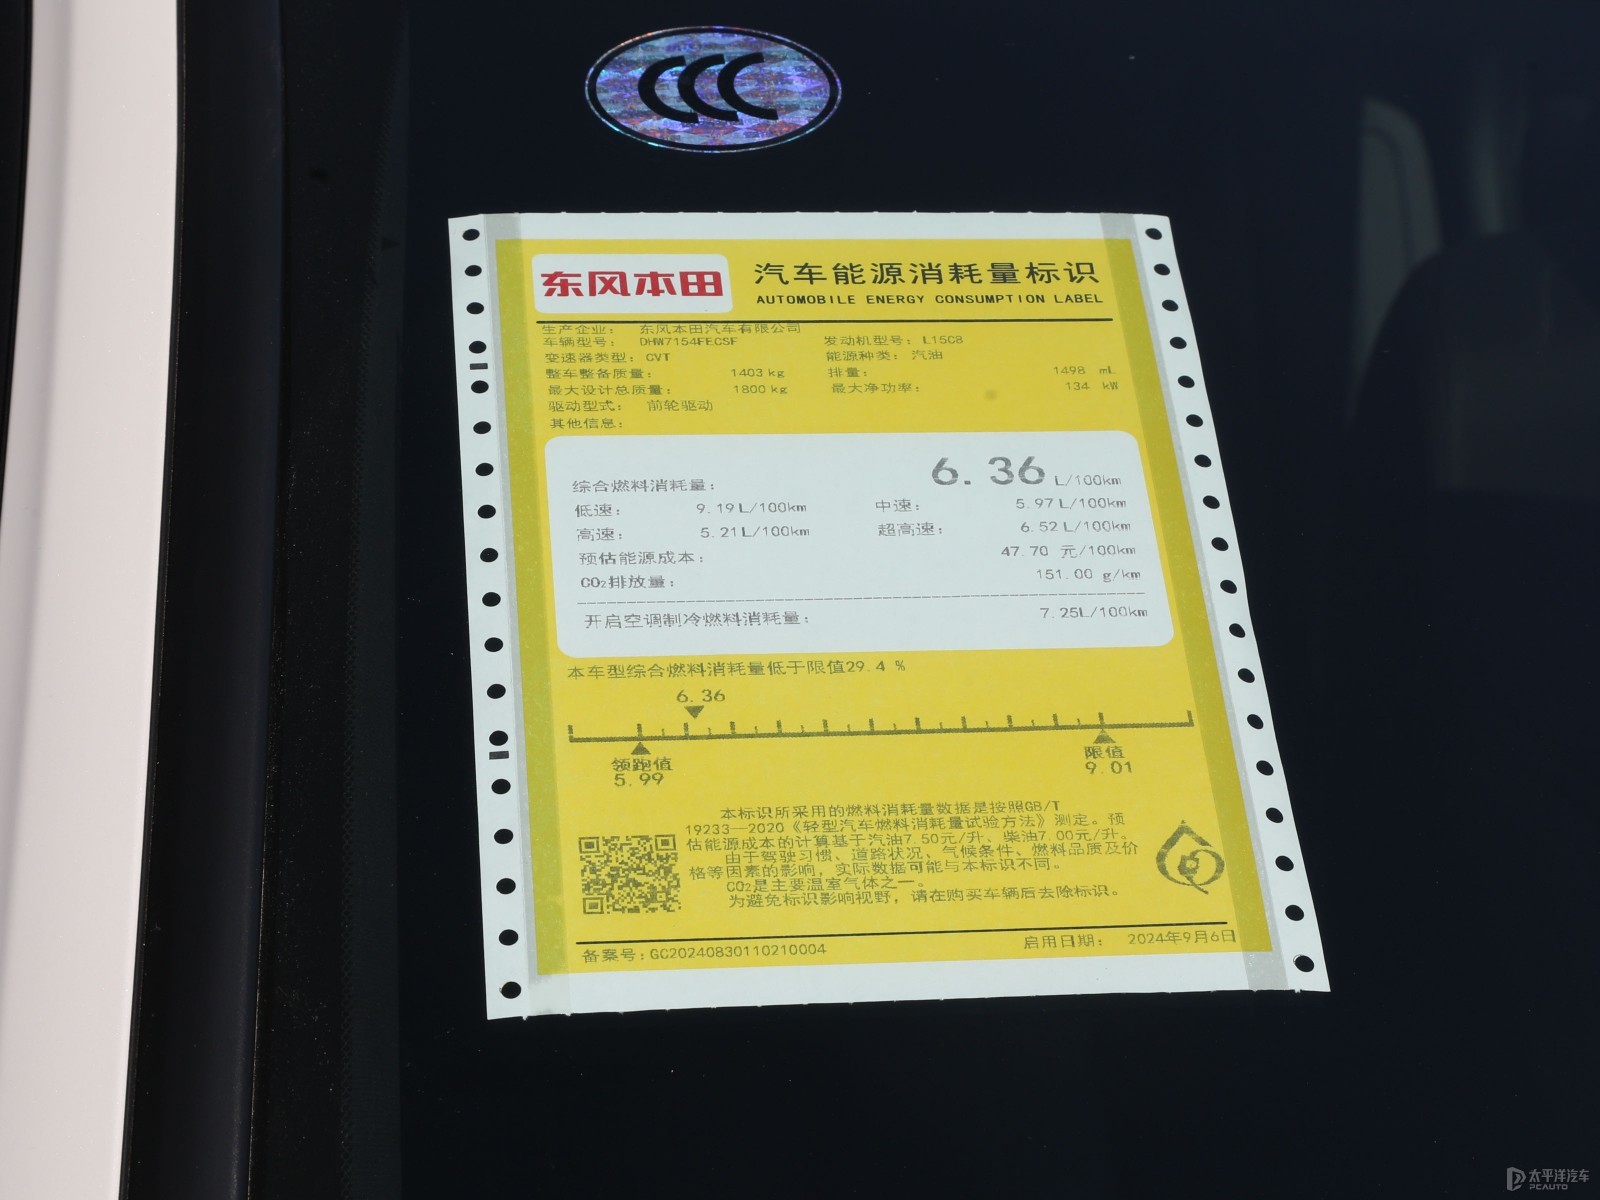 CCC
东风本田
汽车能源消耗量标识
AUTOMOBILE ENERGY CONSUMPTION LABEL
生产企业: 东风本田汽车有限公司
车辆型号: DHW7154FECSF 发动机型号: L15C8
变速器类型: CVT 能源种类: 汽油
整车整备质量: 1403 kg 排量: 1498 mL
最大设计总质量: 1800 kg 最大净功率: 134 kW
驱动型式: 前轮驱动
其他信息:
综合燃料消耗量: 6.36 L/100km
低速: 9.19 L/100km 中速: 5.97 L/100km
高速: 5.21 L/100km 超高速: 6.52 L/100km
预估能源成本: 47.70 元/100km
CO₂排放量: 151.00 g/km
开启空调制冷燃料消耗量: 7.25L/100km
本车型综合燃料消耗量低于限值29.4 %
6.36
领跑值 限值
5.99 9.01
本标识所采用的燃料消耗量数据是按照GB/T
19233—2020《轻型汽车燃料消耗量试验方法》测定。预
估能源成本的计算基于汽油7.50元/升、柴油7.00元/升。
由于驾驶习惯、道路状况、气候条件、燃料品质及价
格等因素的影响，实际数据可能与本标识不同。
CO₂是主要温室气体之一。
为避免标识影响视野，请在购买车辆后去除标识。
备案号: GC20240830110210004 启用日期: 2024年9月6日
太平洋汽车
PCAUTO